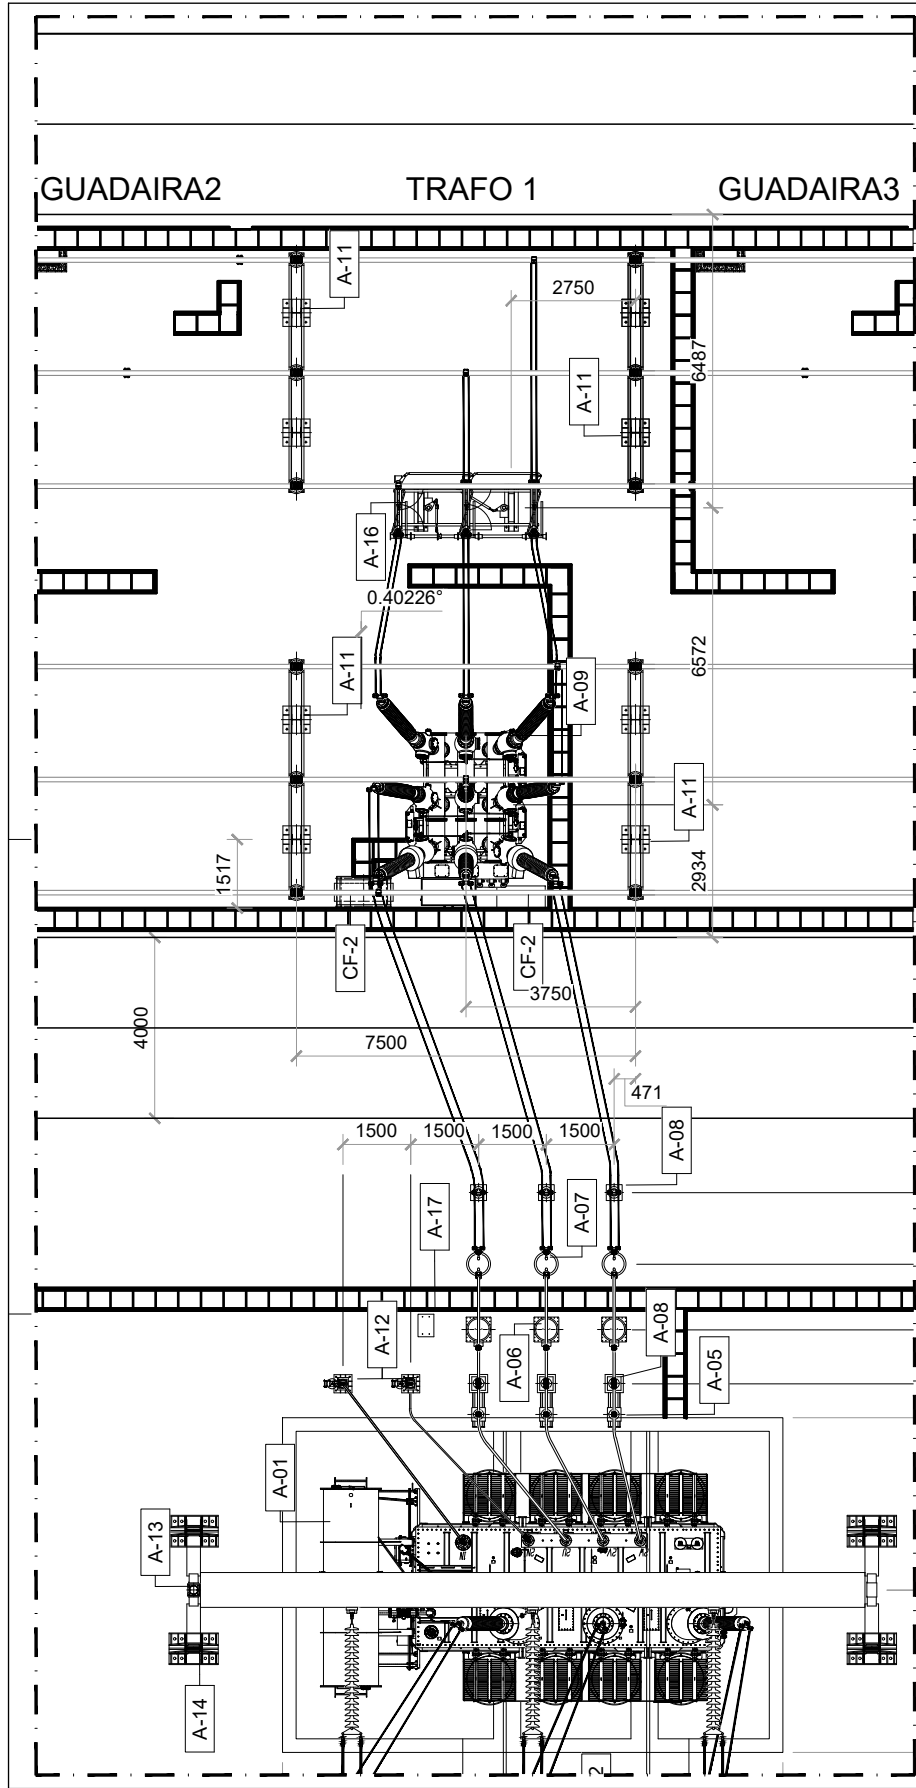 GUADAIRA2
TRAFO 1
GUADAIRA3
A-11
2750
6487
A-11
A-16
0.40226°
A-11
A-09
6572
A-11
1517
2934
CF-2
CF-2
3750
4000
7500
471
1500
1500
1500
1500
A-08
A-17
A-07
A-12
A-06
A-08
A-05
A-01
A-13
A-14